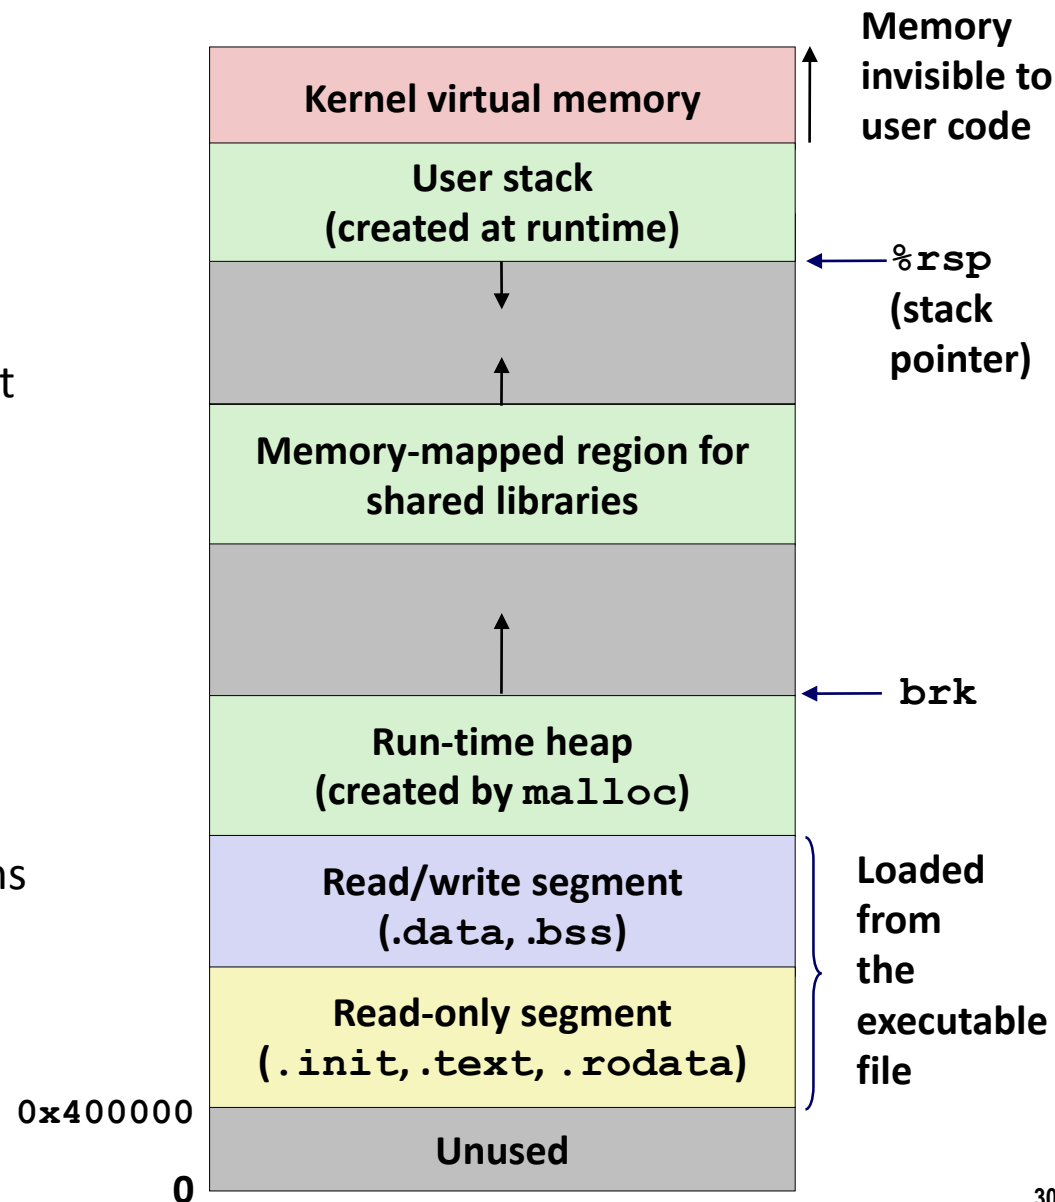 Memory
invisible to
user code
Kernel virtual memory
User stack
(created at runtime)
%rsp
(stack
pointer)
t
Memory-mapped region for
shared libraries
brk
Run-time heap
(created by malloc)
ns
Read/write segment
(.data, .bss)
Loaded
from
the
executable
file
Read-only segment
(.init, .text, .rodata)
0x400000
Unused
0
30